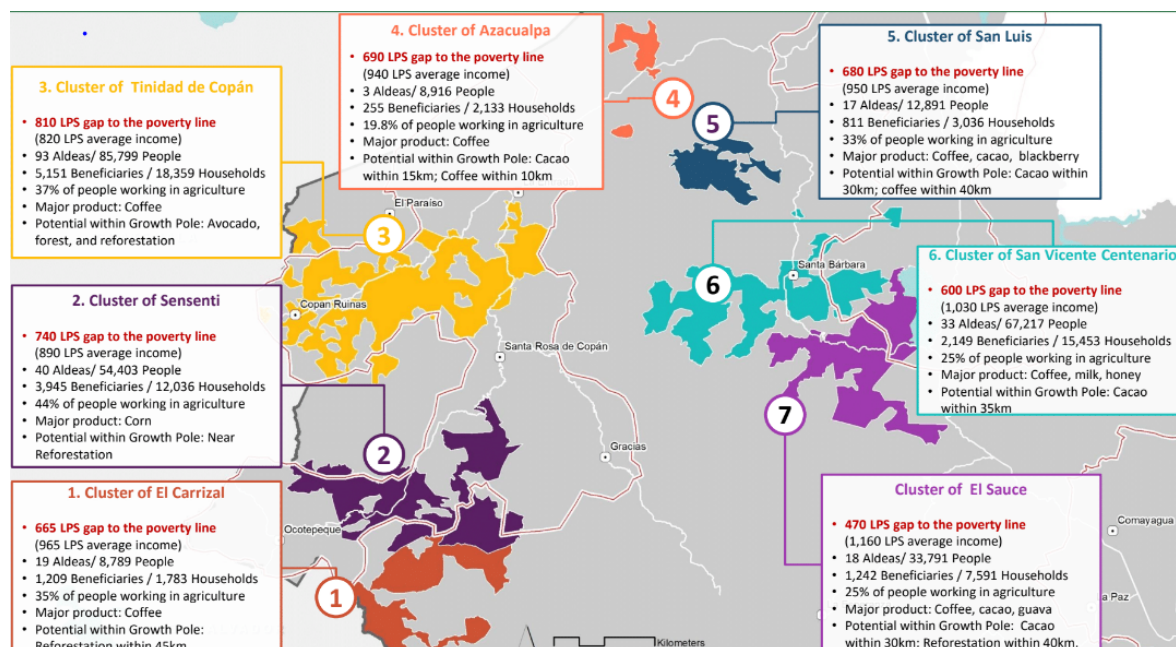 4. Cluster of Azacualpa
690 LPS gap to the poverty line
(940 LPS average income)
• 3 Aldeas/ 8,916 People
• 255 Beneficiaries / 2,133 Households
• 19.8% of people working in agriculture
• Major product: Coffee
• Potential within Growth Pole: Cacao
within 15km; Coffee within 10km
5. Cluster of San Luis
• 680 LPS gap to the poverty line
(950 LPS average income)
• 17 Aldeas/ 12,891 People
• 811 Beneficiaries / 3,036 Households
• 33% of people working in agriculture
• Major product: Coffee, cacao, blackberry
• Potential within Growth Pole: Cacao within
30km; coffee within 40km
3. Cluster of Tinidad de Copán
• 810 LPS gap to the poverty line
(820 LPS average income)
• 93 Aldeas/ 85,799 People
• 5,151 Beneficiaries / 18,359 Households
• 37% of people working in agriculture
• Major product: Coffee
• Potential within Growth Pole: Avocado,
forest, and reforestation
4
5
El Paraíso
3
Copan Ruinas
Santa Bárbara
6
6. Cluster of San Vicente Centenario
• 600 LPS gap to the poverty line
(1,030 LPS average income)
• 33 Aldeas/ 67,217 People
• 2,149 Beneficiaries / 15,453 Households
• 25% of people working in agriculture
• Major product: Coffee, milk, honey
• Potential within Growth Pole: Cacao
within 35km
2. Cluster of Sensenti
• 740 LPS gap to the poverty line
(890 LPS average income)
• 40 Aldeas/ 54,403 People
• 3,945 Beneficiaries / 12,036 Households
• 44% of people working in agriculture
• Major product: Corn
• Potential within Growth Pole: Near
Reforestation
Santa Rosa de Copán
7
2
Gracias
1. Cluster of El Carrizal
• 665 LPS gap to the poverty line
(965 LPS average income)
• 19 Aldeas/ 8,789 People
• 1,209 Beneficiaries / 1,783 Households
• 35% of people working in agriculture
• Major product: Coffee
• Potential within Growth Pole:
Reforestation within 45km
Ocotepeque
1
Cluster of El Sauce
• 470 LPS gap to the poverty line
(1,160 LPS average income)
• 18 Aldeas/ 33,791 People
• 1,242 Beneficiaries / 7,591 Households
• 25% of people working in agriculture
• Major product: Coffee, cacao, guava
• Potential within Growth Pole: Cacao
within 30km; Reforestation within 40km.
Comayagua
a Paz
Kilometers